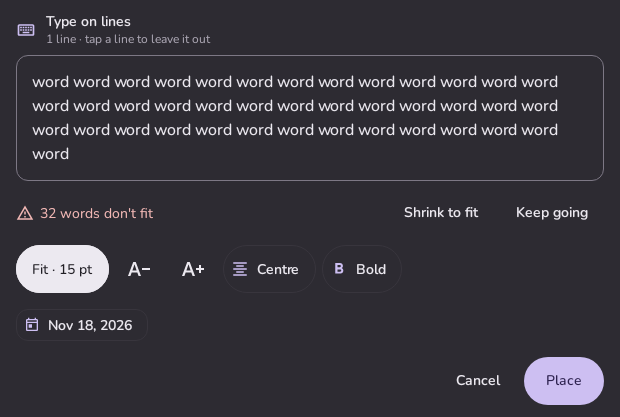 Type on lines
1 line · tap a line to leave it out
word word word word word word word word word word word word word
word word word word word word word word word word word word word
word word word word word word word word word word word word word
word
32 words don't fit
Shrink to fit
Keep going
Fit · 15 pt
A−
A+
Centre
B Bold
Nov 18, 2026
Cancel
Place